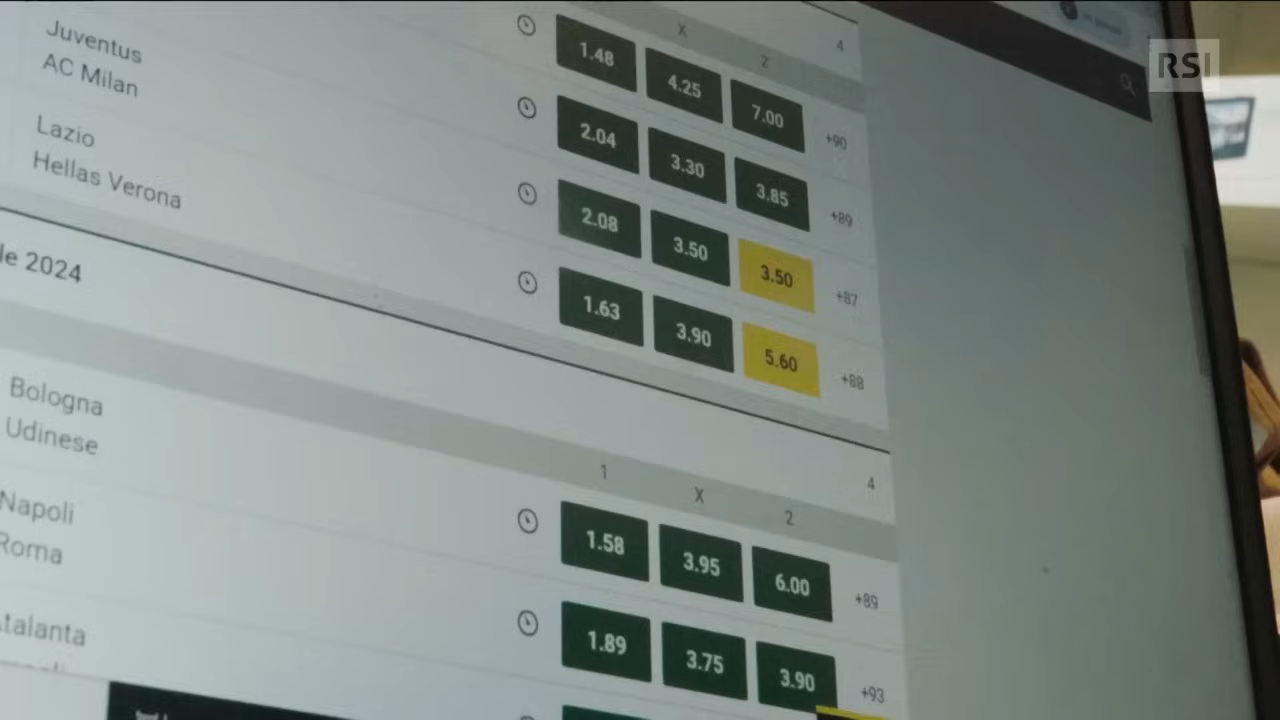 X
2
4
RSI
Juventus
AC Milan
1.48
4.25
7.00
+90
Lazio
Hellas Verona
2.04
3.30
3.85
+89
2.08
3.50
3.50
+87
le 2024
1.63
3.90
5.60
+88
1
X
2
4
Bologna
Udinese
1.58
3.95
6.00
+89
Napoli
Roma
1.89
3.75
3.90
+93
talanta